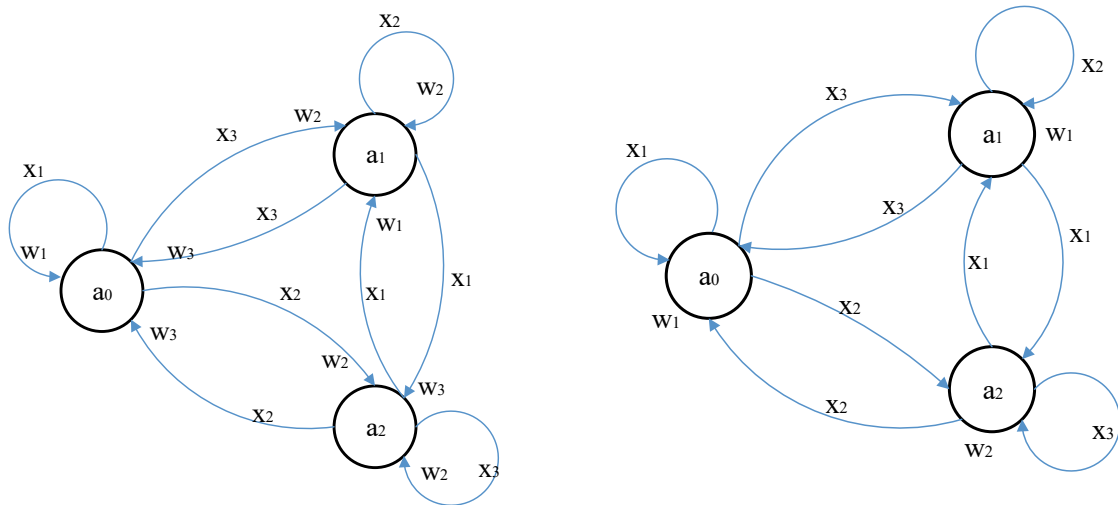 x₂
w₂
w₂
x₃
a₁
x₁
x₃
w₃
w₁
w₁
a₀
x₂
x₁
x₁
w₃
w₂
w₃
x₂
a₂
w₂
x₃
x₂
x₃
a₁
w₁
x₁
x₃
x₁
x₁
a₀
w₁
x₂
a₂
x₂
w₂
x₃